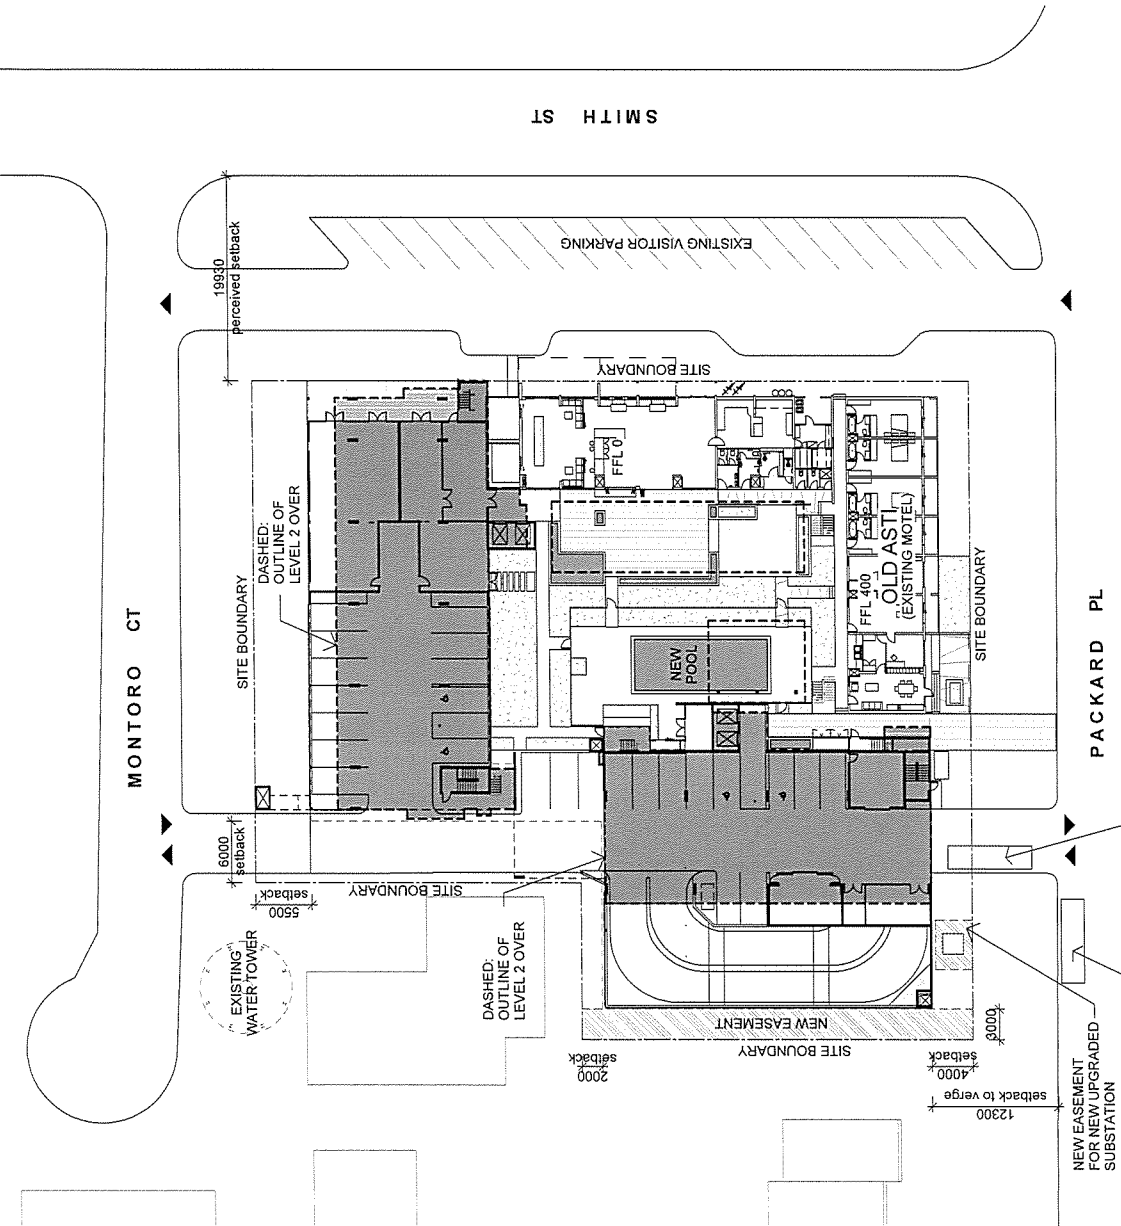 SMITH ST
EXISTING VISITOR PARKING
19930
perceived setback
SITE BOUNDARY
FFL 0
DASHED:
OUTLINE OF
LEVEL 2 OVER
SITE BOUNDARY
OLD ASTI
(EXISTING MOTEL)
FFL 400
SITE BOUNDARY
NEW
POOL
MONTORO CT
PACKARD PL
6000
setback
5500
setback
SITE BOUNDARY
EXISTING
WATER TOWER
DASHED:
OUTLINE OF
LEVEL 2 OVER
NEW EASEMENT
SITE BOUNDARY
3000
2000
setback
4000
setback
12300
setback to verge
NEW EASEMENT
FOR NEW UPGRADED
SUBSTATION